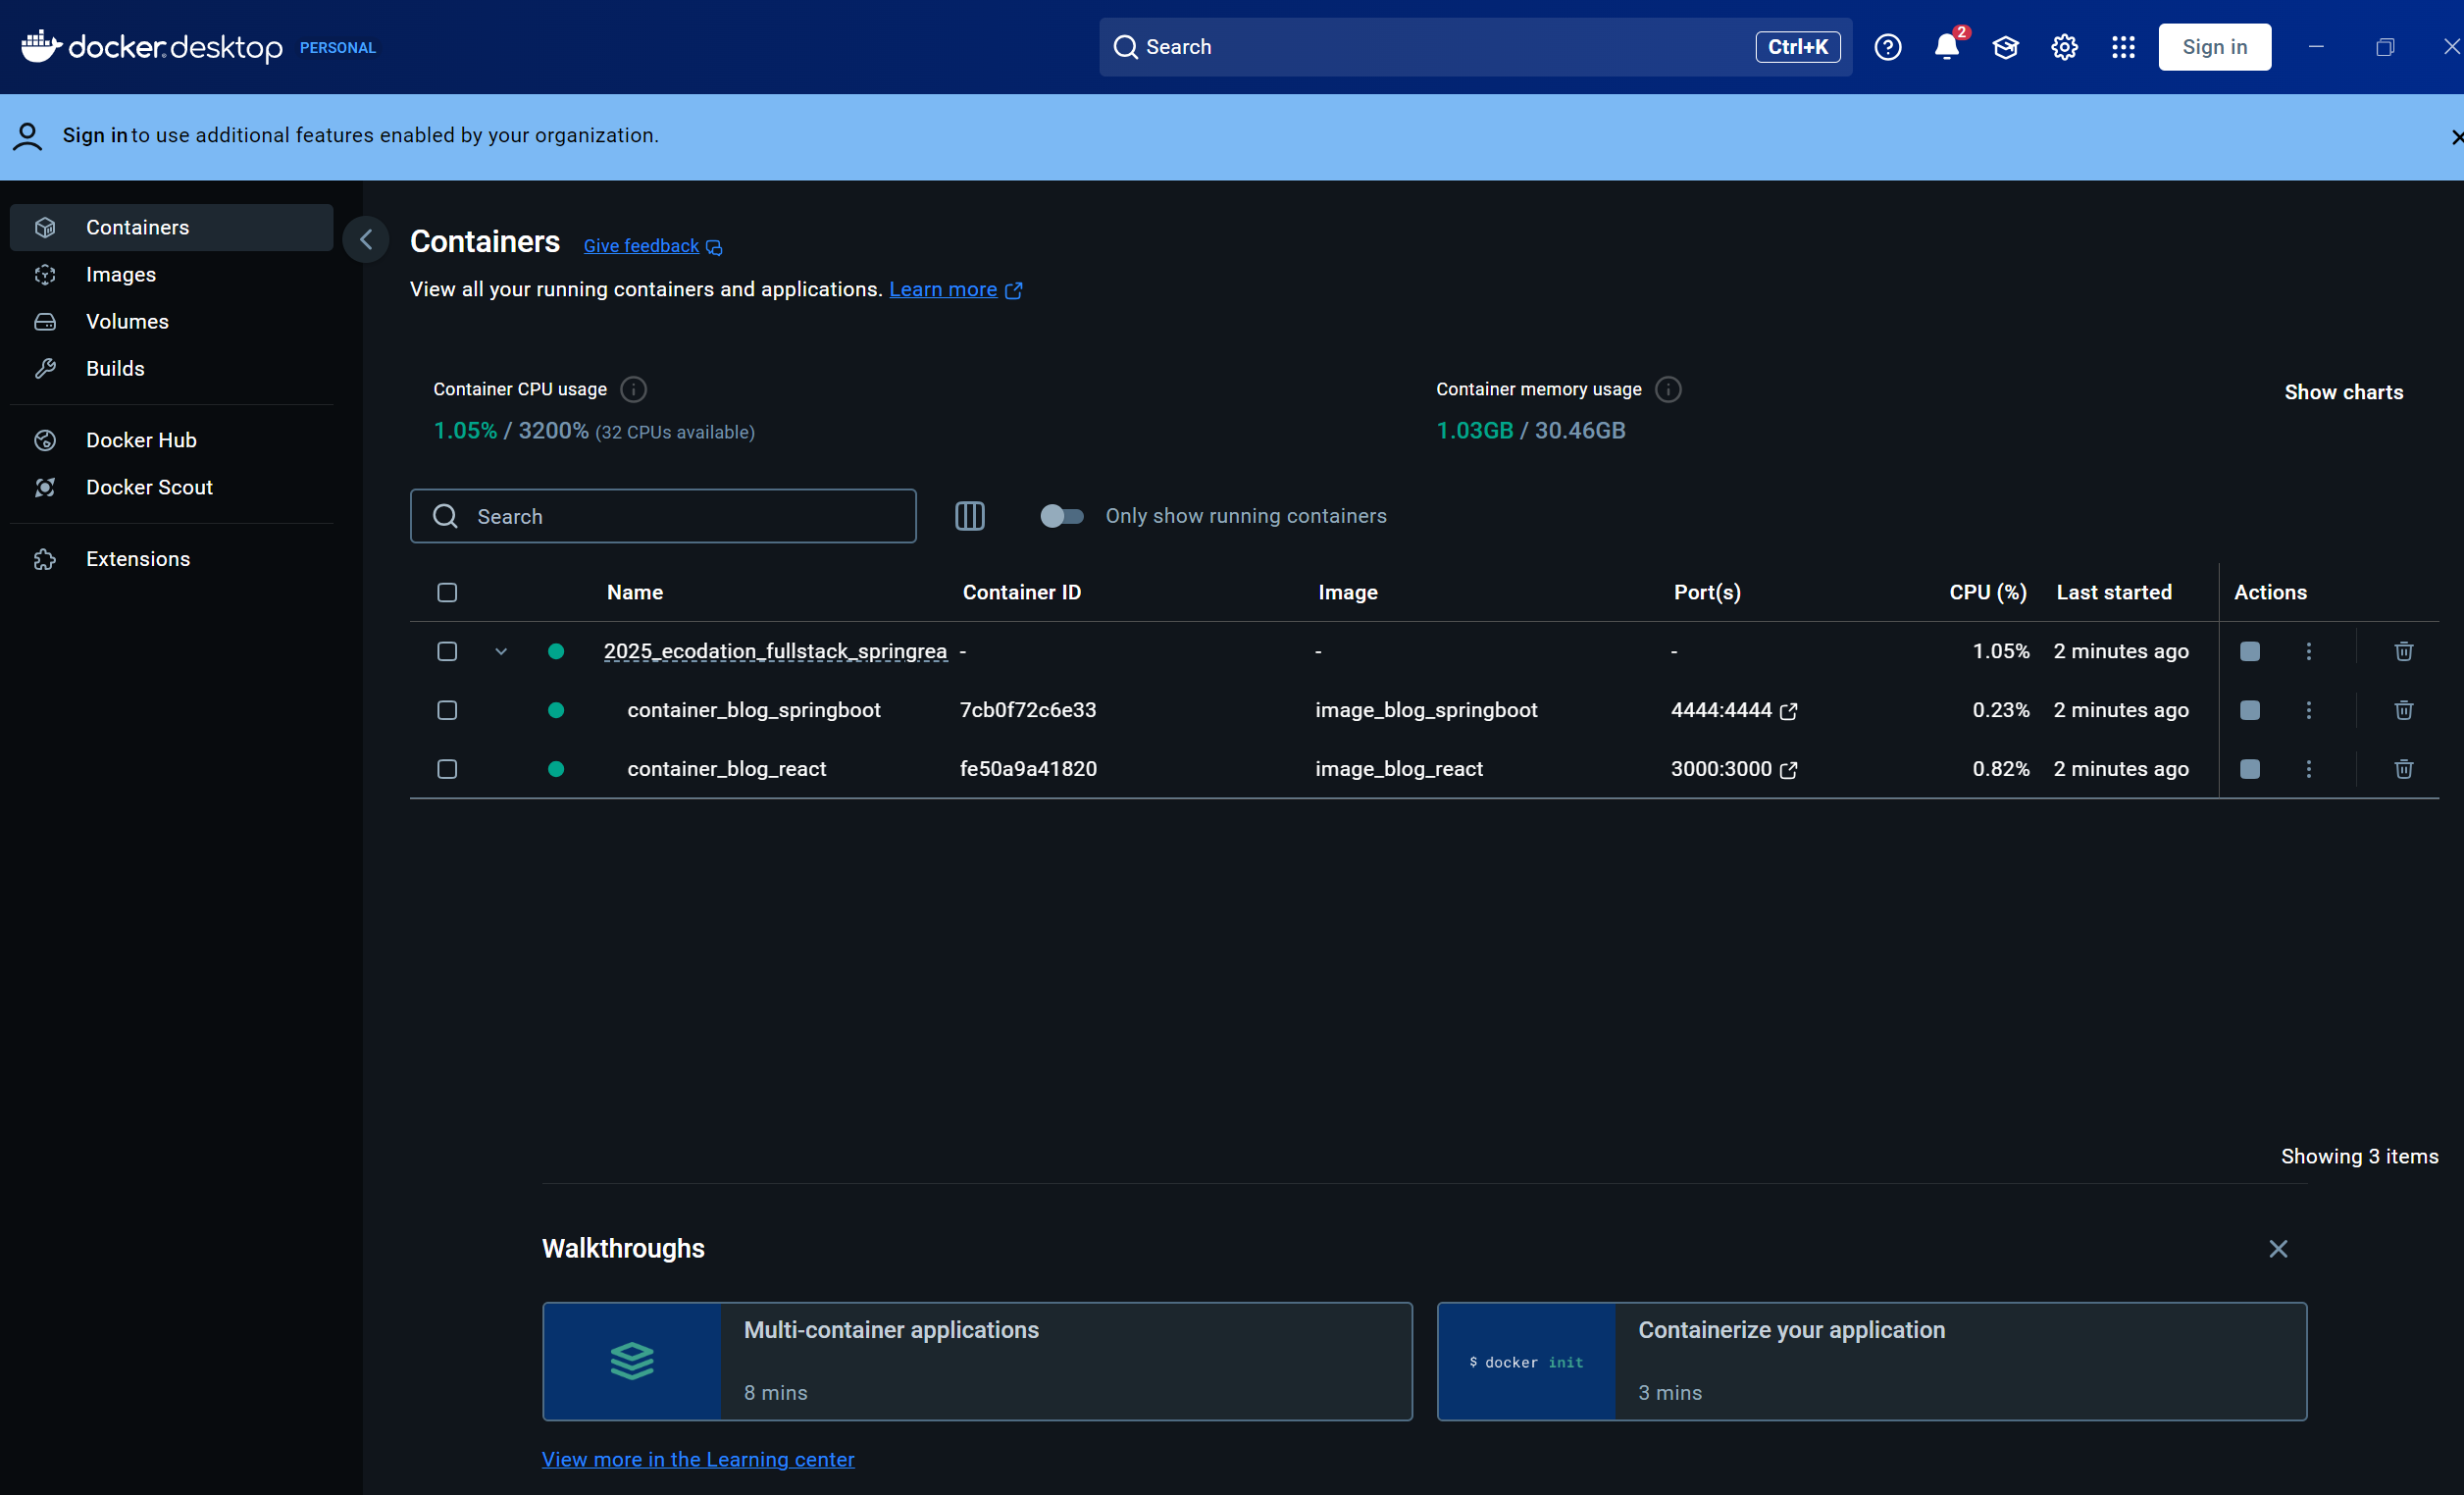 docker.desktop PERSONAL
Search Ctrl+K
2
Sign in
Sign in to use additional features enabled by your organization.
Containers
Images
Volumes
Builds
Docker Hub
Docker Scout
Extensions
Containers Give feedback
View all your running containers and applications. Learn more
Container CPU usage
1.05% / 3200% (32 CPUs available)
Container memory usage
1.03GB / 30.46GB
Show charts
Search
Only show running containers
Name Container ID Image Port(s) CPU (%) Last started Actions
2025_ecodation_fullstack_springrea - - - 1.05% 2 minutes ago
container_blog_springboot 7cb0f72c6e33 image_blog_springboot 4444:4444 0.23% 2 minutes ago
container_blog_react fe50a9a41820 image_blog_react 3000:3000 0.82% 2 minutes ago
Showing 3 items
Walkthroughs
Multi-container applications
8 mins
$ docker init
Containerize your application
3 mins
View more in the Learning center